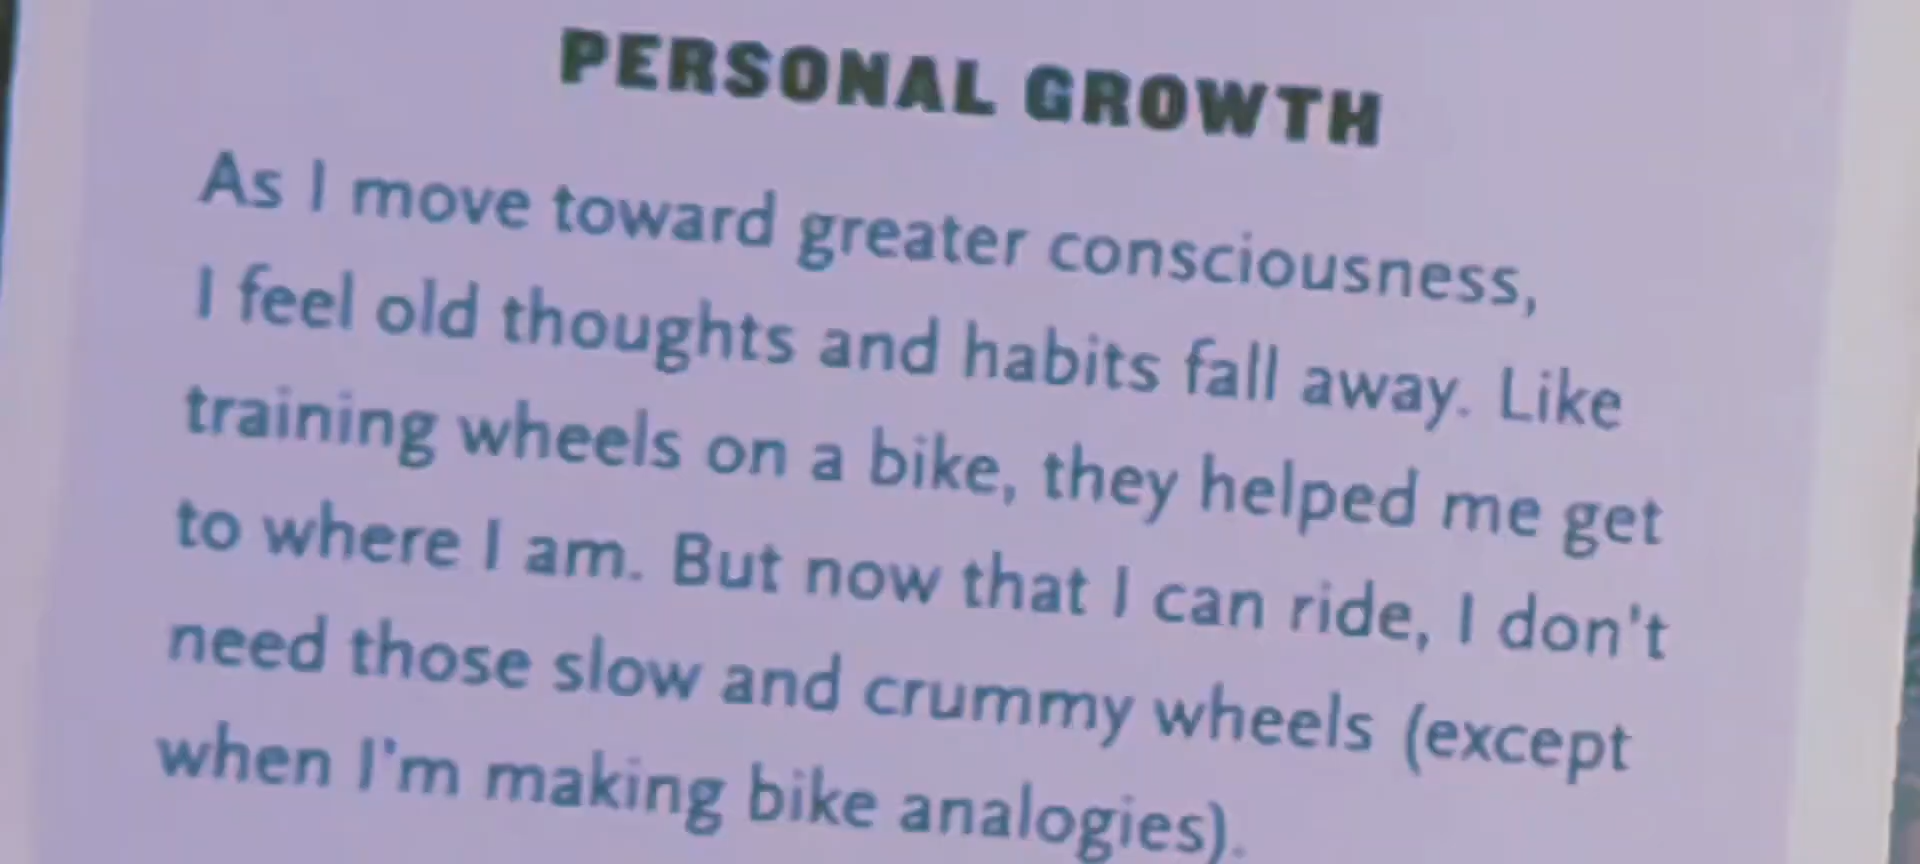 PERSONAL GROWTH
As I move toward greater consciousness,
I feel old thoughts and habits fall away. Like
training wheels on a bike, they helped me get
to where I am. But now that I can ride, I don't
need those slow and crummy wheels (except
when I'm making bike analogies).